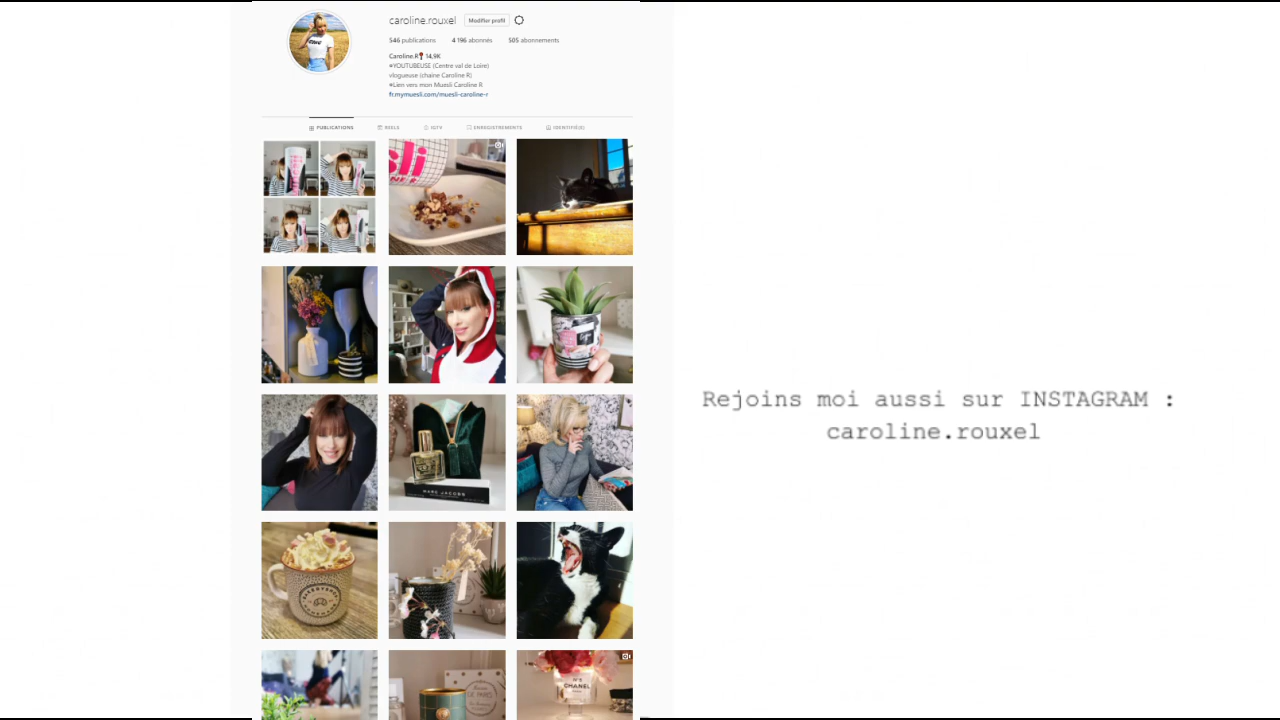 caroline.rouxel Modifier profil
546 publications 4 196 abonnés 505 abonnements
Caroline.R📍 14,9K
#YOUTUBEUSE (Centre val de Loire)
vlogueuse (chaine Caroline R)
#Lien vers mon Muesli Caroline R
fr.mymuesli.com/muesli-caroline-r
PUBLICATIONS REELS IGTV ENREGISTREMENTS IDENTIFIÉ(E)
Rejoins moi aussi sur INSTAGRAM :
caroline.rouxel
MARC JACOBS
N°5
CHANEL